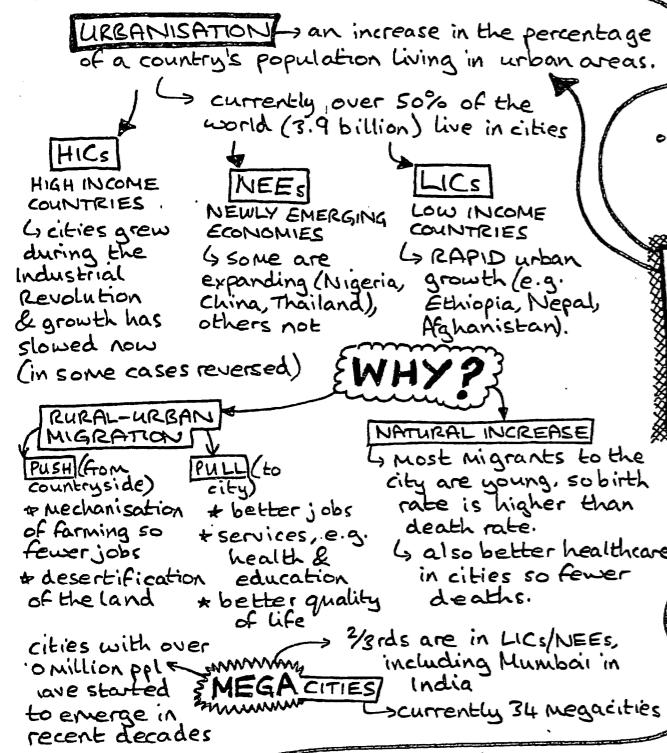 URBANISATION → an increase in the percentage
of a country's population living in urban areas.
↳ currently over 50% of the
world (3.9 billion) live in cities
HICs
HIGH INCOME
COUNTRIES.
↳ cities grew
during the
Industrial
Revolution
& growth has
slowed now
(in some cases reversed)
NEEs
NEWLY EMERGING
ECONOMIES
↳ some are
expanding (Nigeria,
China, Thailand),
others not
LICs
LOW INCOME
COUNTRIES
↳ RAPID urban
growth (e.g.
Ethiopia, Nepal,
Afghanistan).
WHY?
RURAL-URBAN
MIGRATION
PUSH (from
countryside)
* Mechanisation
of farming so
fewer jobs
* desertification
of the land
PULL (to
city)
* better jobs
* services, e.g.
health &
education
* better quality
of life
NATURAL INCREASE
↳ Most migrants to the
city are young, so birth
rate is higher than
death rate.
↳ also better healthcare
in cities so fewer
deaths.
MEGACITIES
cities with over
0 million ppl
ave started
to emerge in
recent decades
→ 2/3rds are in LICs/NEEs,
including Mumbai in
India
→ currently 34 megacities